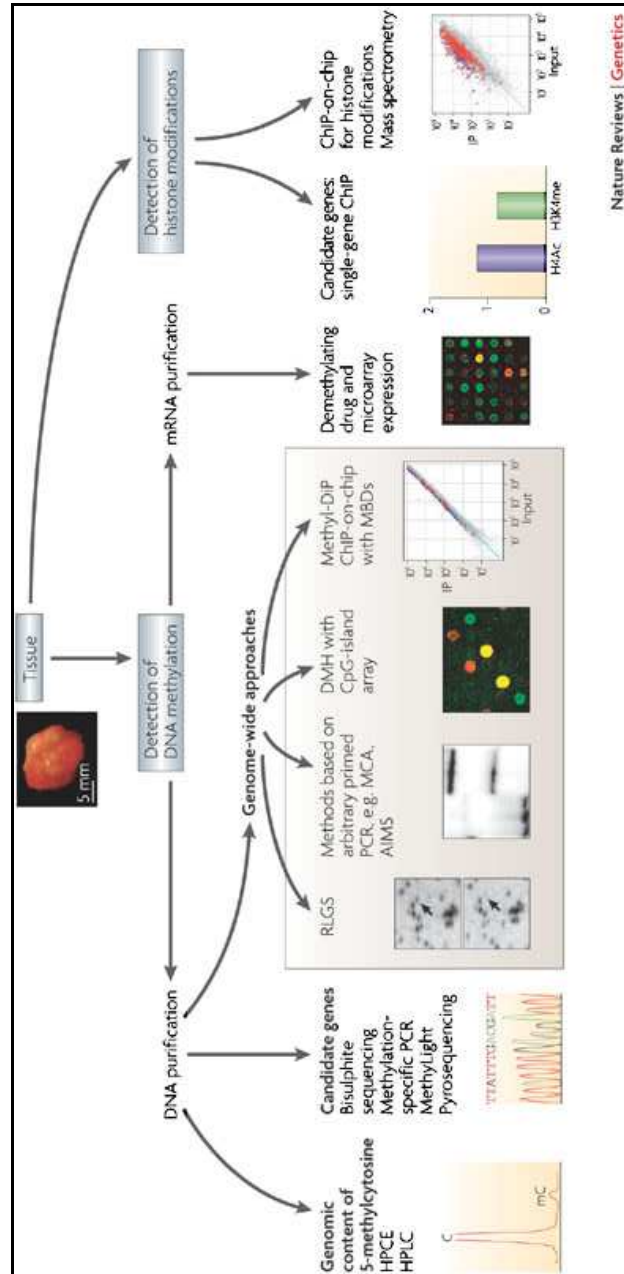 Tissue
5 mm
Detection of
DNA methylation
Detection of
histone modifications
DNA purification
mRNA purification
Genome-wide approaches
Genomic
content of
5-methylcytosine
HPCE
HPLC
Candidate genes
Bisulphite
sequencing
Methylation-
specific PCR
MethyLight
Pyrosequencing
RLGS
Methods based on
arbitrary primed
PCR, e.g. MCA,
AIMS
DMH with
CpG-island
array
Methyl-DiP
ChIP-on-chip
with MBDs
Demethylating
drug and
microarray
expression
Candidate genes:
single-gene ChIP
ChIP-on-chip
for histone
modifications
Mass spectrometry
C
mC
TTATTTGACGATT
IP
Input
2
1
0
H4Ac
H3K4me
IP
Input
Nature Reviews | Genetics